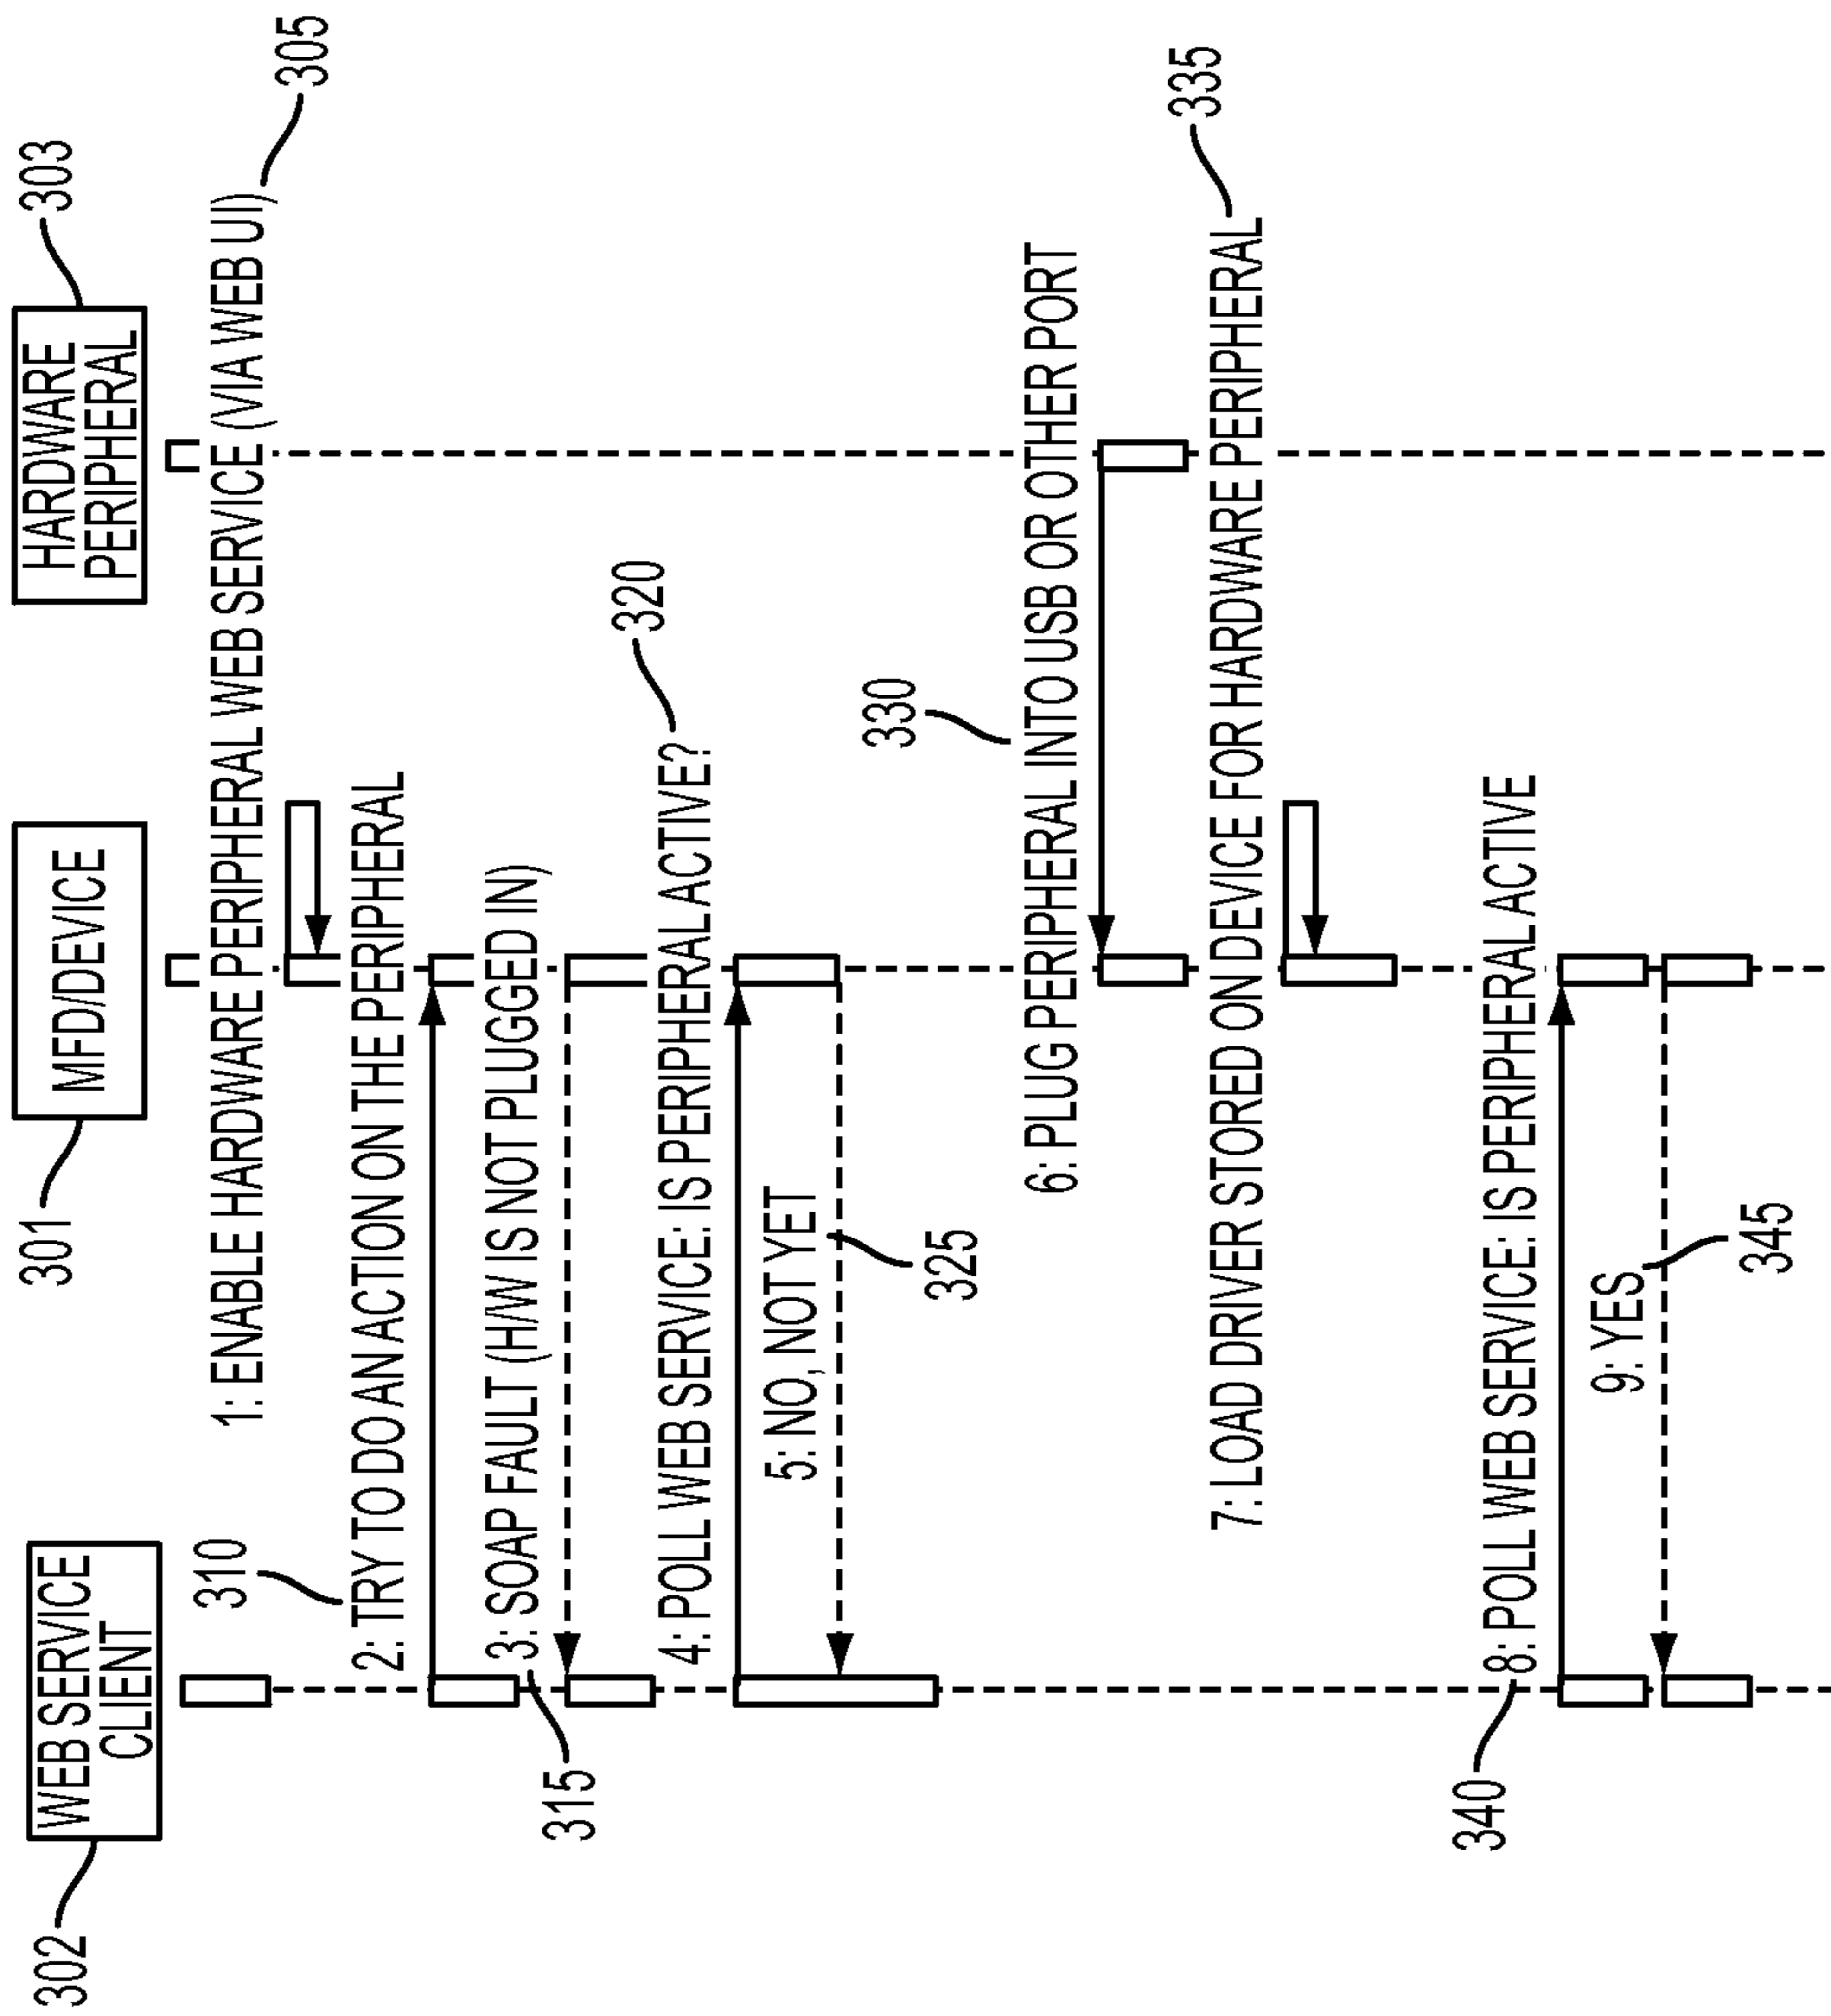 302
WEB SERVICE
CLIENT
301
MFD/DEVICE
303
HARDWARE
PERIPHERAL
1: ENABLE HARDWARE PERIPHERAL WEB SERVICE (VIA WEB UI)
305
310
2: TRY TO DO AN ACTION ON THE PERIPHERAL
3: SOAP FAULT (HW IS NOT PLUGGED IN)
315
4: POLL WEB SERVICE: IS PERIPHERAL ACTIVE?
320
5: NO, NOT YET
325
330
6: PLUG PERIPHERAL INTO USB OR OTHER PORT
7: LOAD DRIVER STORED ON DEVICE FOR HARDWARE PERIPHERAL
335
8: POLL WEB SERVICE: IS PERIPHERAL ACTIVE
340
9: YES
345